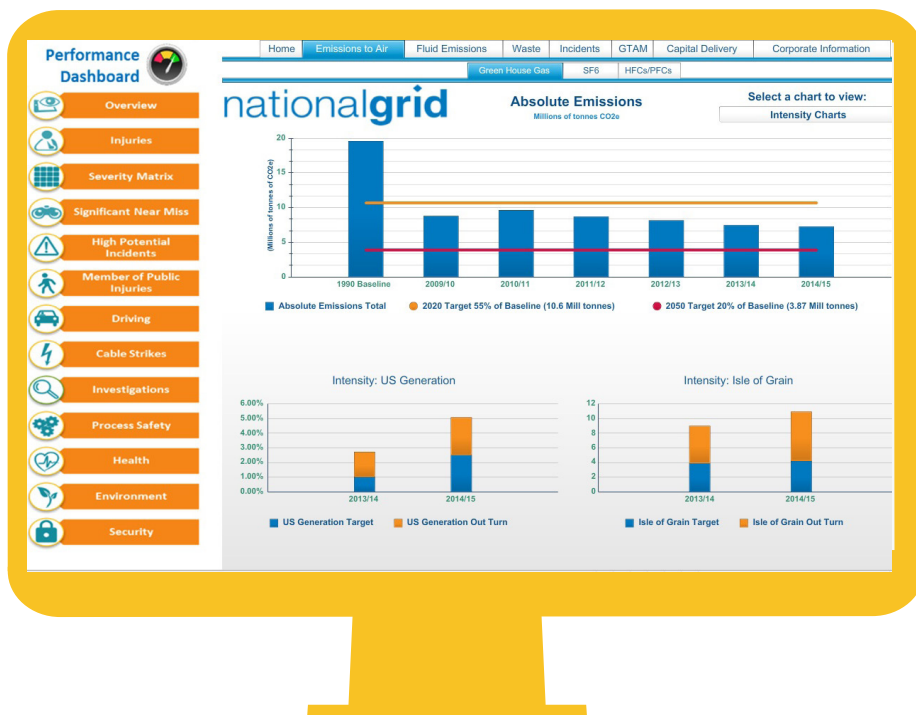 Performance
Dashboard
Overview
Injuries
Severity Matrix
Significant Near Miss
High Potential
Incidents
Member of Public
Injuries
Driving
Cable Strikes
Investigations
Process Safety
Health
Environment
Security
Home Emissions to Air Fluid Emissions Waste Incidents GTAM Capital Delivery Corporate Information
Green House Gas SF6 HFCs/PFCs
nationalgrid
Absolute Emissions
Millions of tonnes CO2e
Select a chart to view:
Intensity Charts
(Millions of tonnes of CO2e)
20
15
10
5
0
1990 Baseline 2009/10 2010/11 2011/12 2012/13 2013/14 2014/15
Absolute Emissions Total 2020 Target 55% of Baseline (10.6 Mill tonnes) 2050 Target 20% of Baseline (3.87 Mill tonnes)
Intensity: US Generation
6.00%
5.00%
4.00%
3.00%
2.00%
1.00%
0.00%
2013/14 2014/15
US Generation Target US Generation Out Turn
Intensity: Isle of Grain
12
10
8
6
4
2
0
2013/14 2014/15
Isle of Grain Target Isle of Grain Out Turn